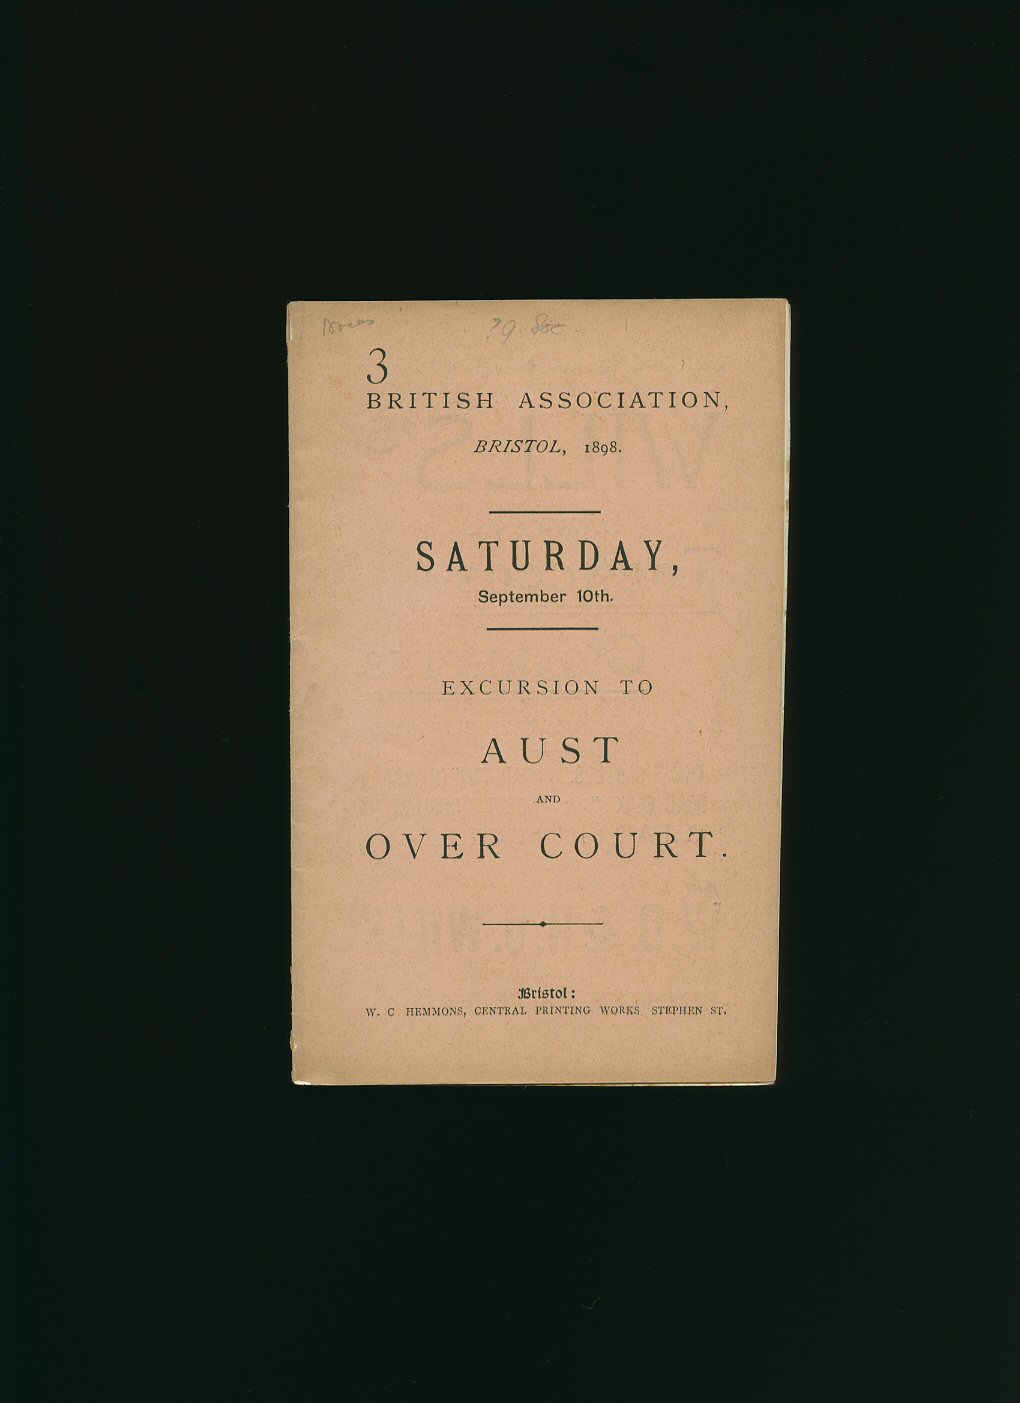 3
BRITISH ASSOCIATION,
BRISTOL, 1898.
SATURDAY,
September 10th.
EXCURSION TO
AUST
AND
OVER COURT.
Bristol:
W. C HEMMONS, CENTRAL PRINTING WORKS STEPHEN ST.